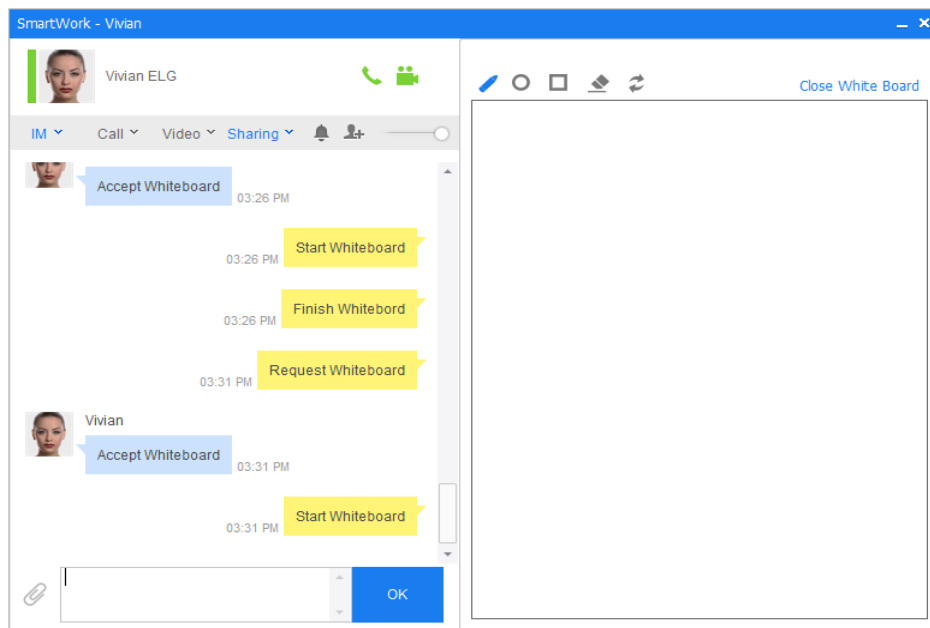 SmartWork - Vivian
Vivian ELG
Close White Board
IM Call Video Sharing
Accept Whiteboard
03:26 PM
Start Whiteboard
03:26 PM
Finish Whitebord
03:26 PM
Request Whiteboard
03:31 PM
Vivian
Accept Whiteboard
03:31 PM
Start Whiteboard
03:31 PM
OK